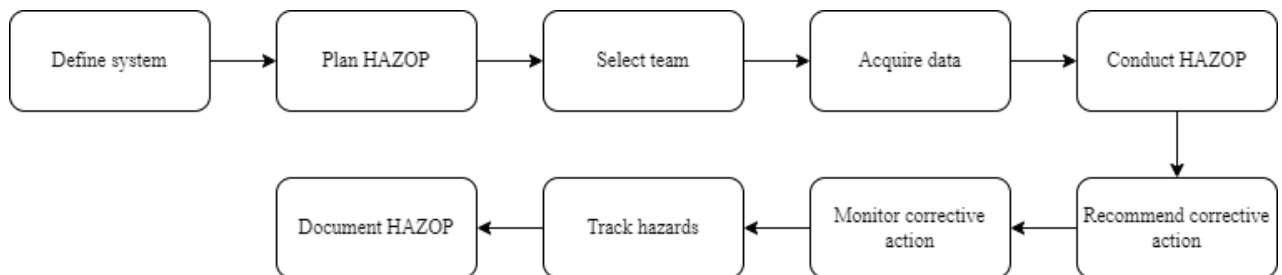 Define system
Plan HAZOP
Select team
Acquire data
Conduct HAZOP
Recommend corrective
action
Monitor corrective
action
Track hazards
Document HAZOP